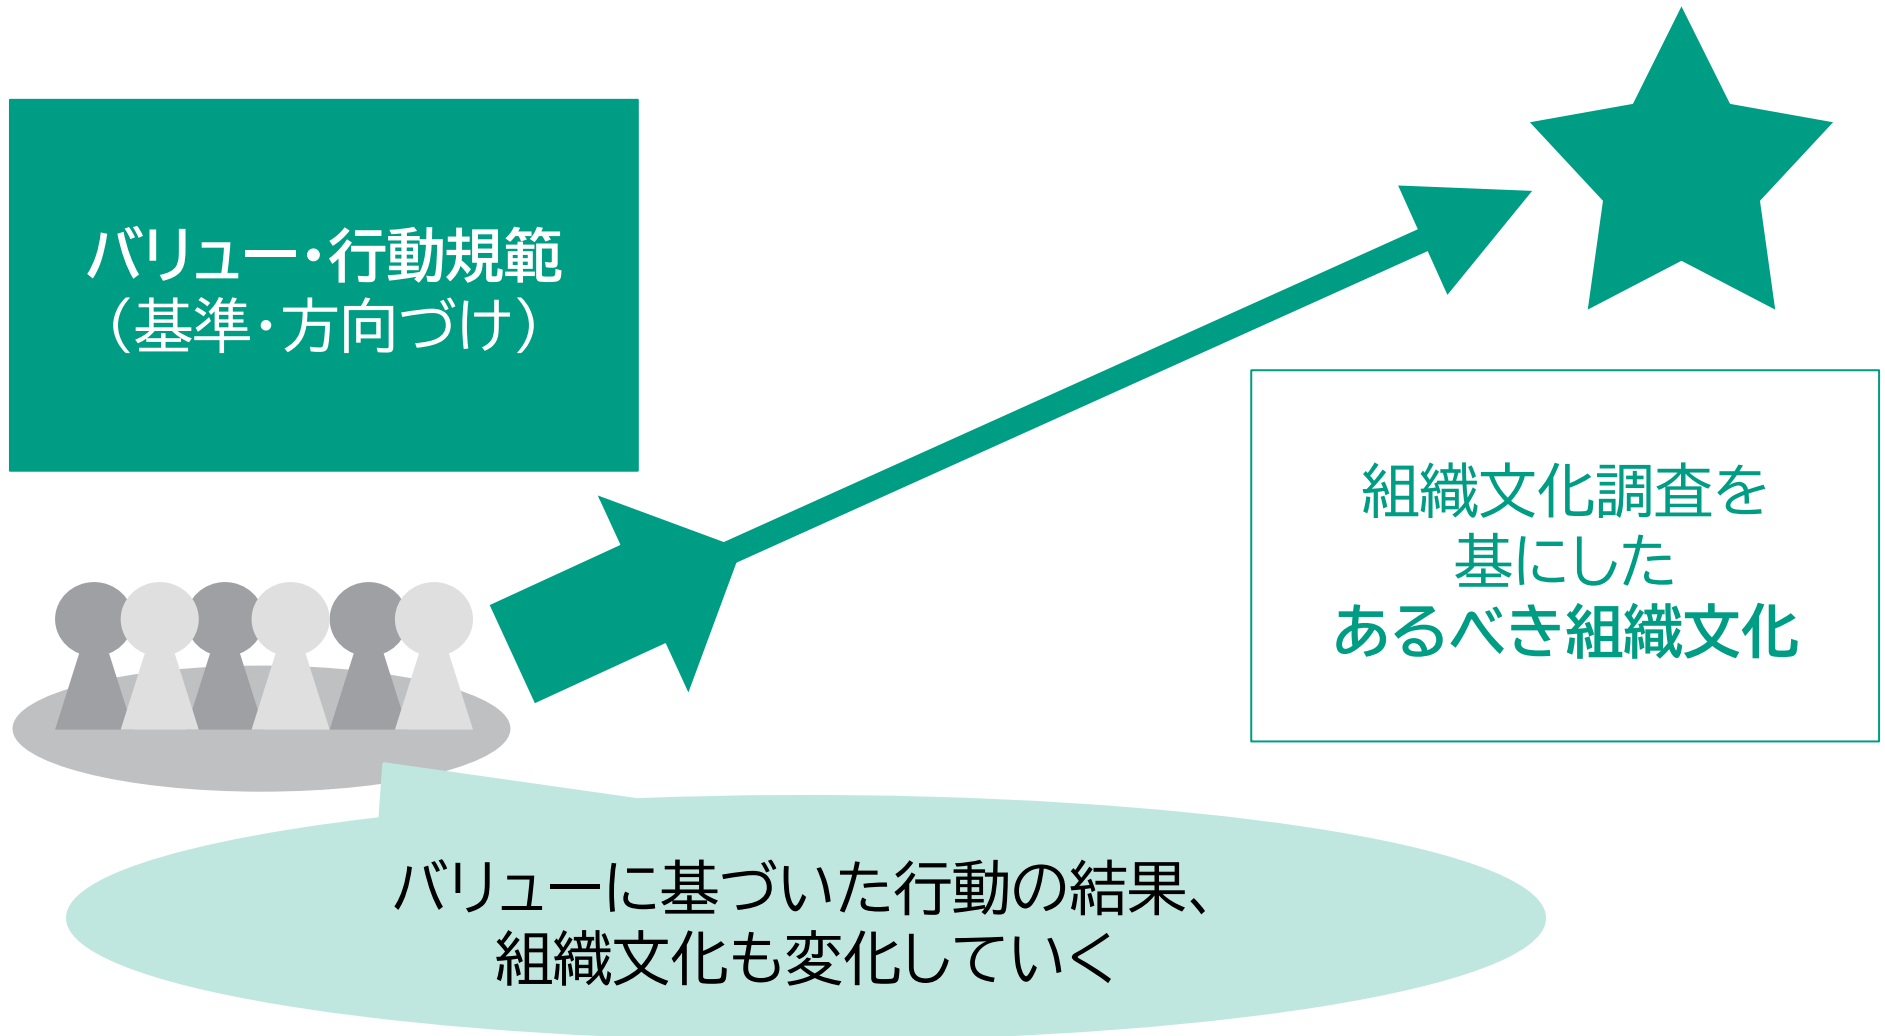 バリュー・行動規範
（基準・方向づけ）
組織文化調査を
基にした
あるべき組織文化
バリューに基づいた行動の結果、
組織文化も変化していく